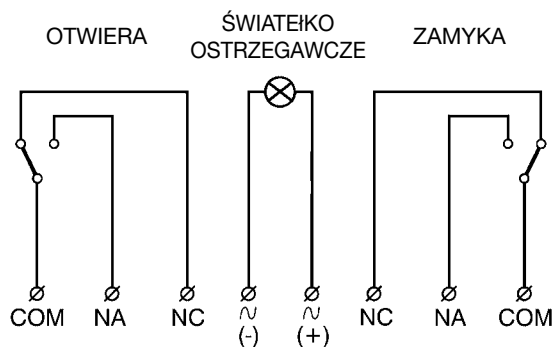 OTWIERA
ŚWIATEŁKO
OSTRZEGAWCZE
ZAMYKA
COM NA NC ~ ~ NC NA COM
(-) (+)